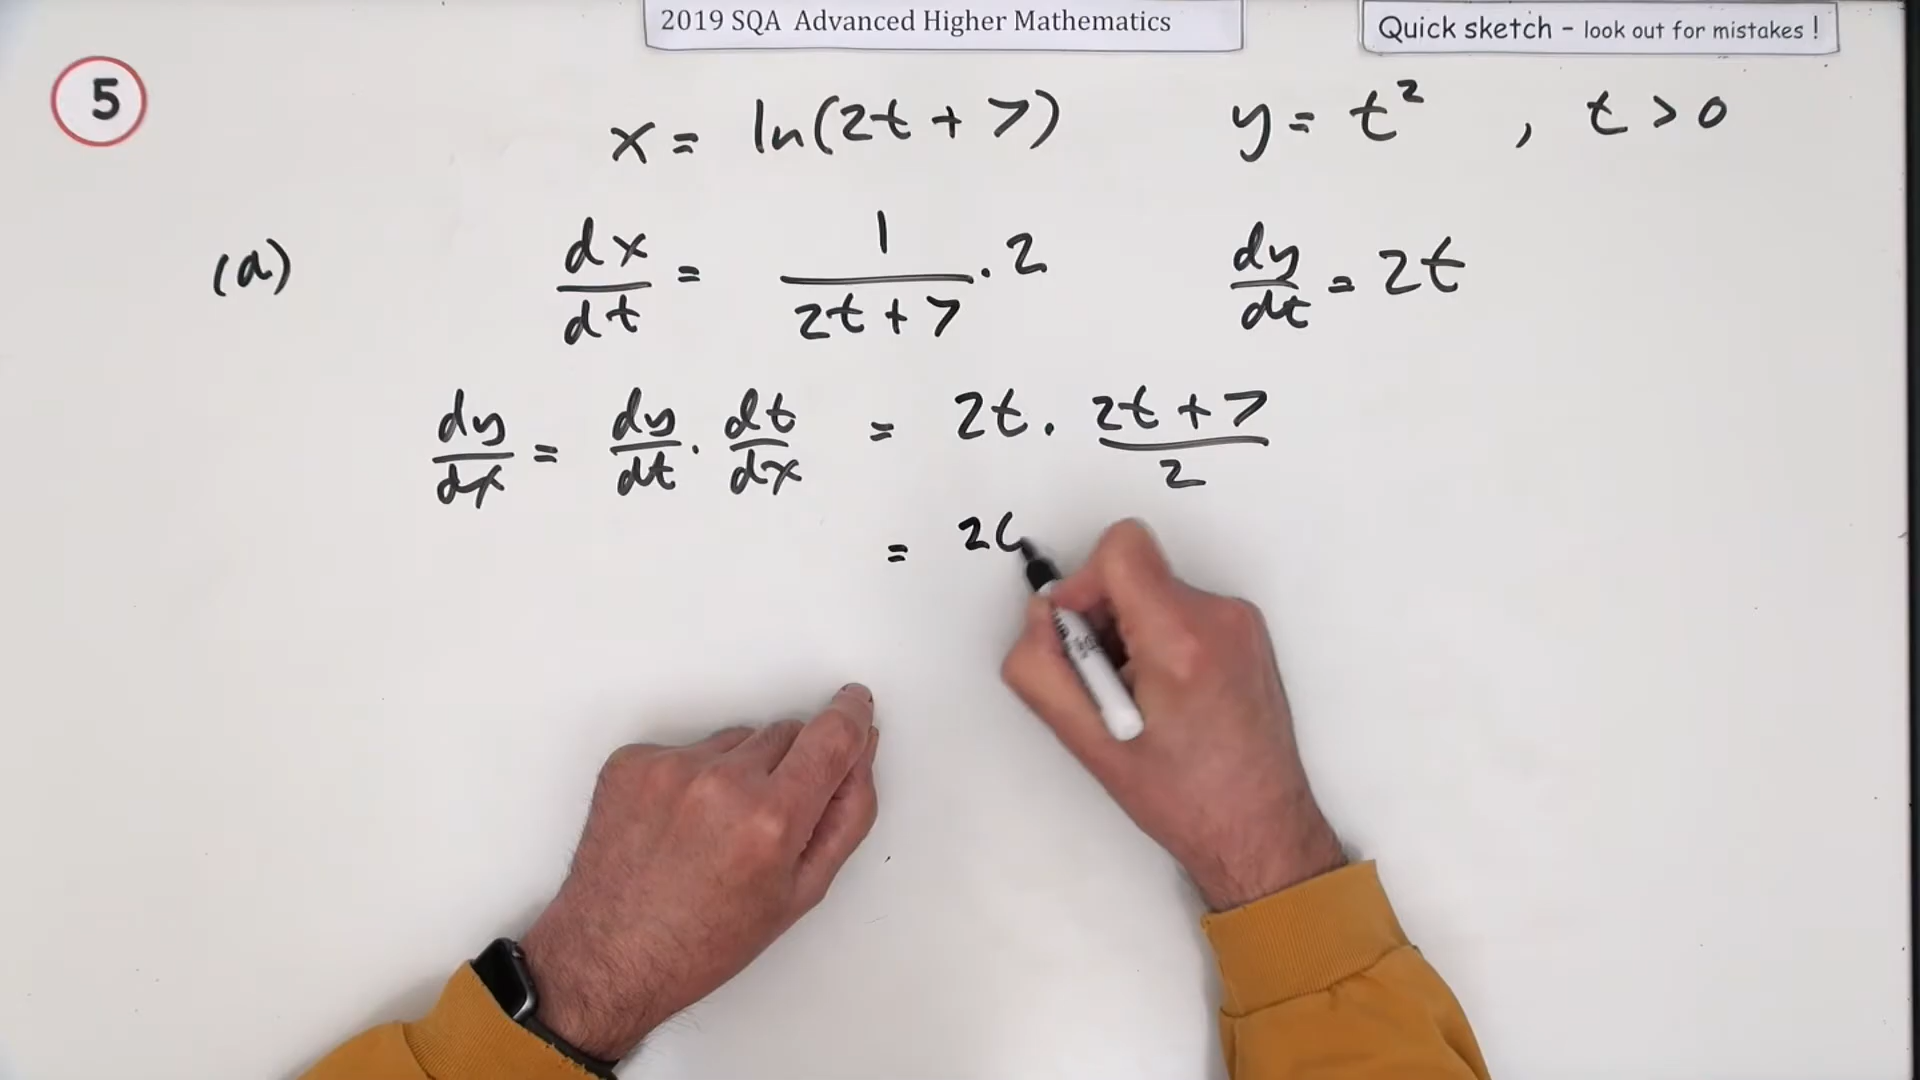 2019 SQA Advanced Higher Mathematics
Quick sketch - look out for mistakes !
5
x = ln(2t + 7) y = t² , t > 0
(a) dx/dt = 1/(2t + 7) . 2 dy/dt = 2t
dy/dx = dy/dt . dt/dx = 2t . (2t + 7)/2
= 2(